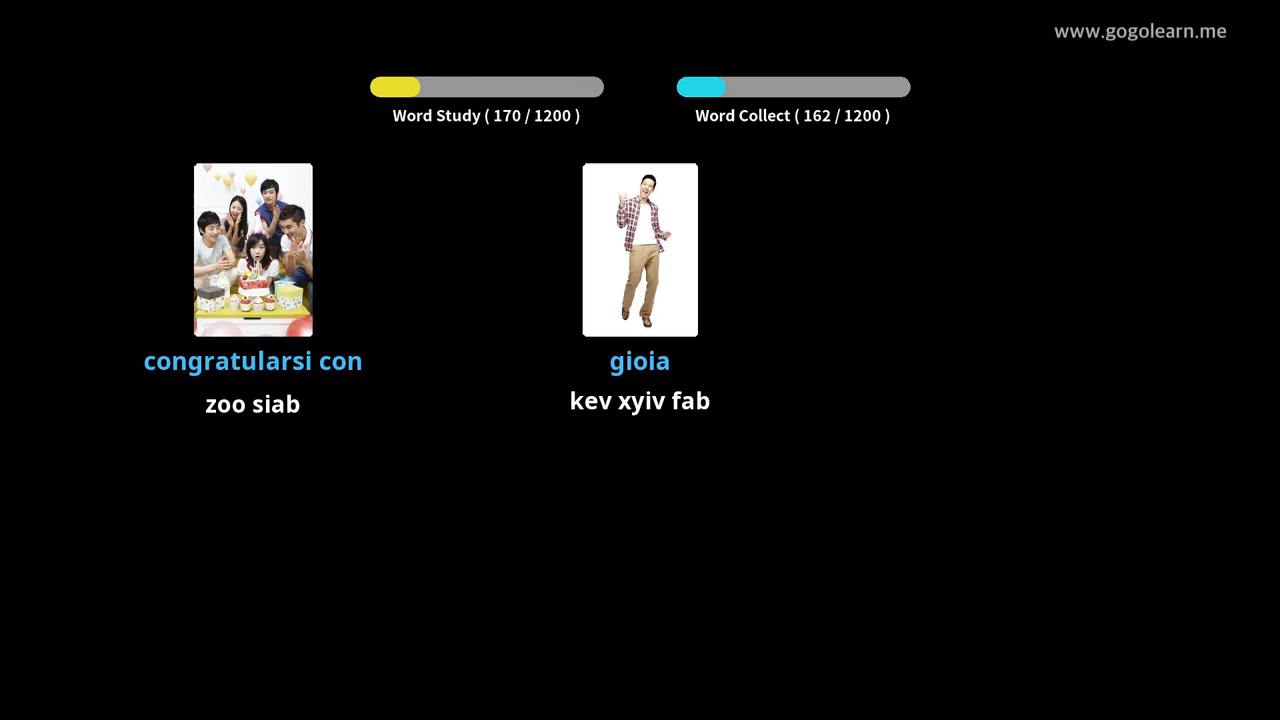 www.gogolearn.me
Word Study ( 170 / 1200 )
Word Collect ( 162 / 1200 )
congratularsi con
gioia
zoo siab
kev xyiv fab